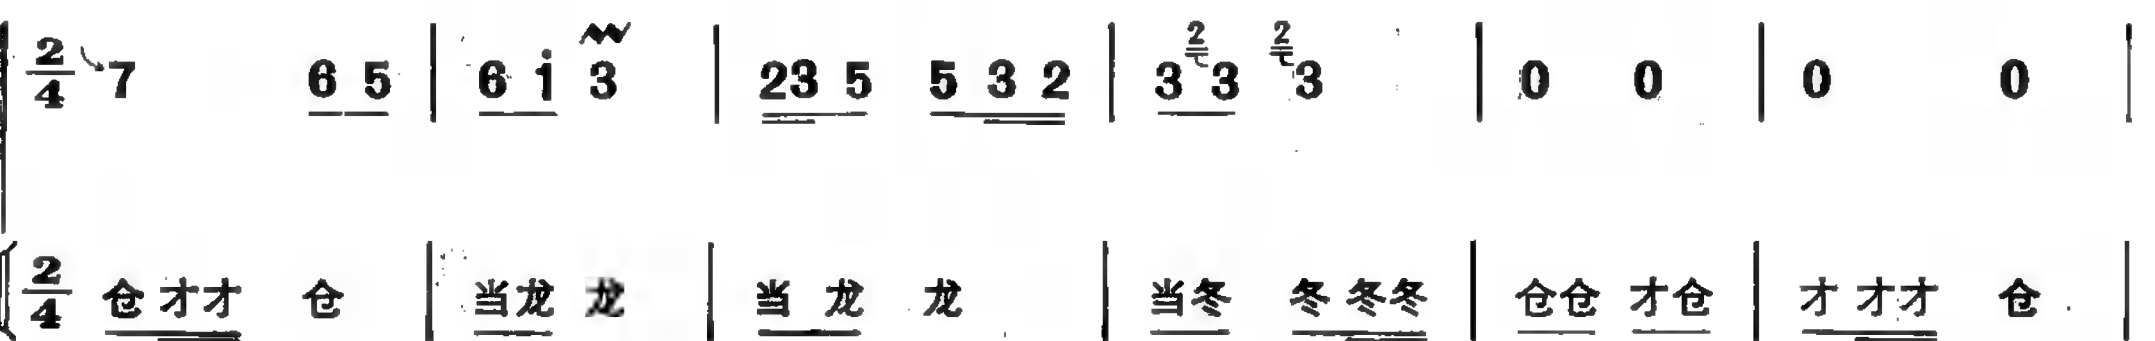 2/4 7 6 5 | 6 i 3 | 23 5 5 3 2 | 3 2 3 2 3 | 0 0 | 0 0 |
2/4 仓 才才 仓 | 当龙 龙 | 当 龙 龙 | 当冬 冬 冬冬 | 仓仓 才仓 | 才 才才 仓 |